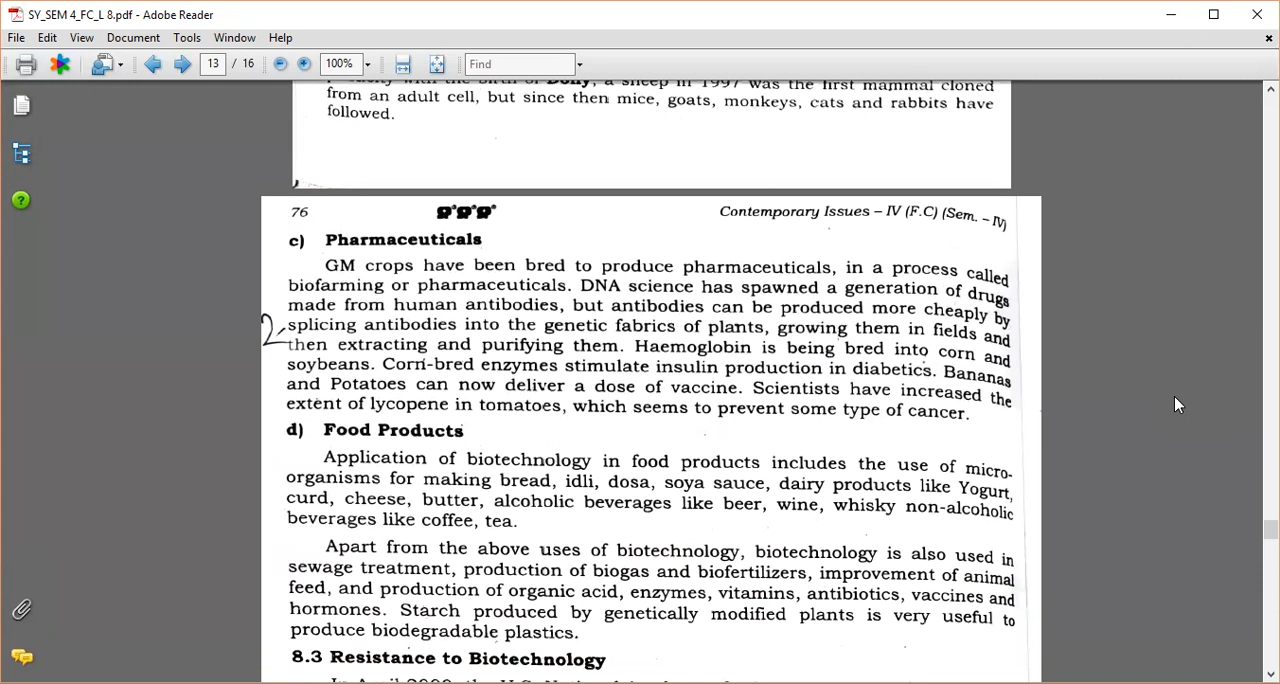 SY_SEM 4_FC_L 8.pdf - Adobe Reader
File Edit View Document Tools Window Help
13 / 16 100% Find
a sheep in 1997 was the first mammal cloned
from an adult cell, but since then mice, goats, monkeys, cats and rabbits have
followed.
76 Contemporary Issues – IV (F.C) (Sem. – IV)
c) Pharmaceuticals
GM crops have been bred to produce pharmaceuticals, in a process called
biofarming or pharmaceuticals. DNA science has spawned a generation of drugs
made from human antibodies, but antibodies can be produced more cheaply by
2 splicing antibodies into the genetic fabrics of plants, growing them in fields and
then extracting and purifying them. Haemoglobin is being bred into corn and
soybeans. Corn-bred enzymes stimulate insulin production in diabetics. Bananas
and Potatoes can now deliver a dose of vaccine. Scientists have increased the
extent of lycopene in tomatoes, which seems to prevent some type of cancer.
d) Food Products
Application of biotechnology in food products includes the use of micro-
organisms for making bread, idli, dosa, soya sauce, dairy products like Yogurt,
curd, cheese, butter, alcoholic beverages like beer, wine, whisky non-alcoholic
beverages like coffee, tea.
Apart from the above uses of biotechnology, biotechnology is also used in
sewage treatment, production of biogas and biofertilizers, improvement of animal
feed, and production of organic acid, enzymes, vitamins, antibiotics, vaccines and
hormones. Starch produced by genetically modified plants is very useful to
produce biodegradable plastics.
8.3 Resistance to Biotechnology